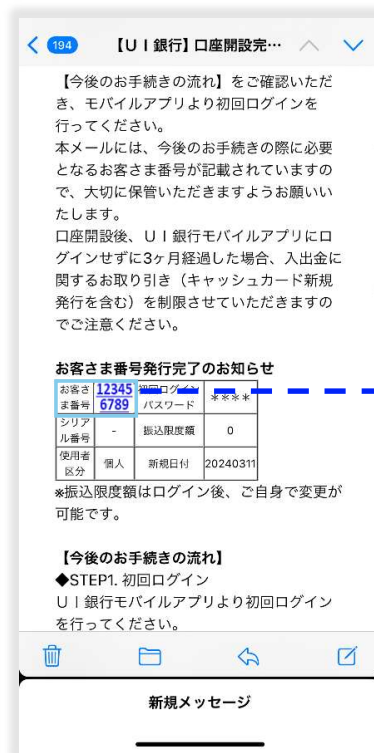 194 【UI銀行】口座開設完…
【今後のお手続きの流れ】をご確認いただ
き、モバイルアプリより初回ログインを
行ってください。
本メールには、今後のお手続きの際に必要
となるお客さま番号が記載されていますの
で、大切に保管いただきますようお願いい
たします。
口座開設後、UI銀行モバイルアプリにロ
グインせずに3ヶ月経過した場合、入出金に
関するお取り引き（キャッシュカード新規
発行を含む）を制限させていただきますの
でご注意ください。
お客さま番号発行完了のお知らせ
お客さ
ま番号
12345
6789
初回ログイン
パスワード
****
シリア
ル番号
-
振込限度額
0
使用者
区分
個人
新規日付
20240311
※振込限度額はログイン後、ご自身で変更が
可能です。
【今後のお手続きの流れ】
◆STEP1. 初回ログイン
UI銀行モバイルアプリより初回ログイン
を行ってください。
新規メッセージ